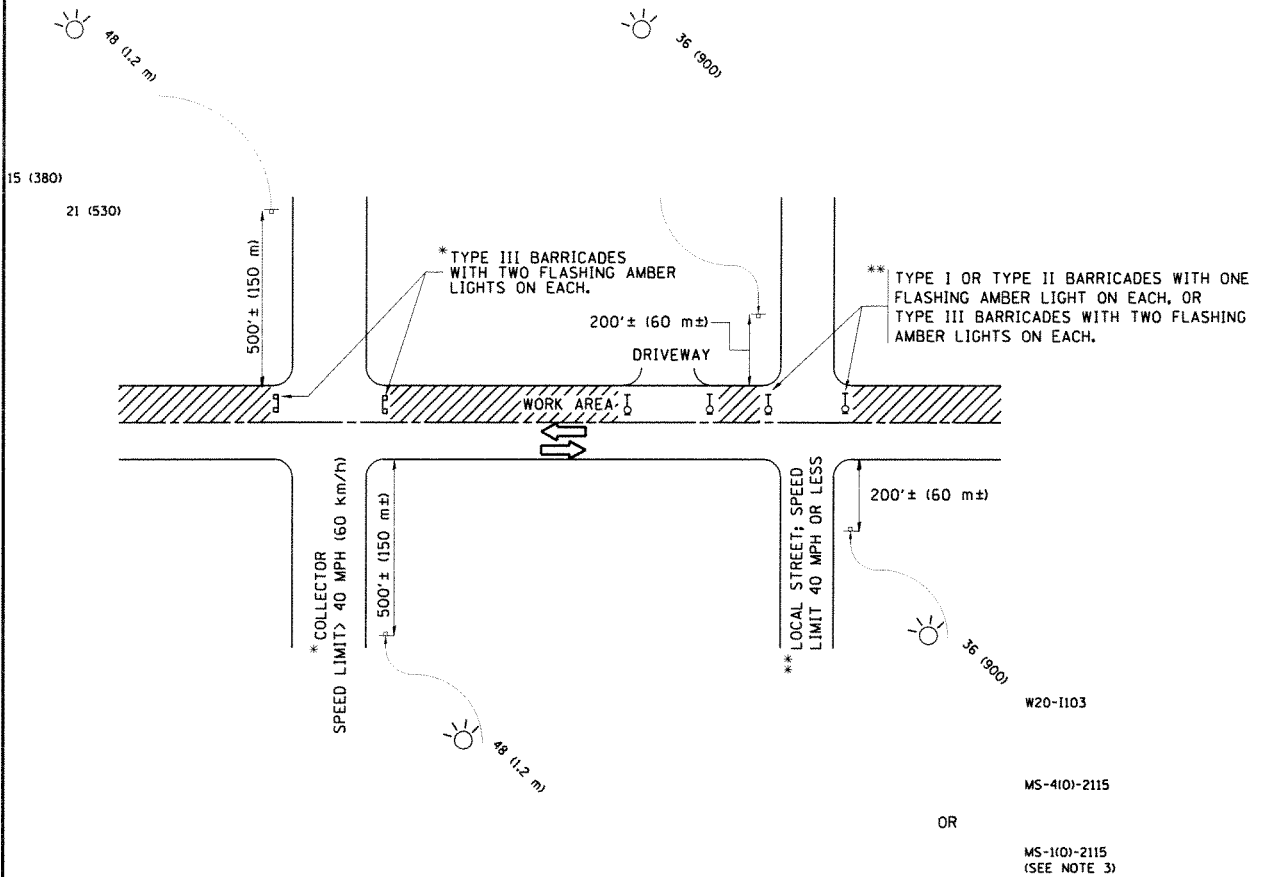 48 (1.2 m)
36 (900)
15 (380)
21 (530)
500'± (150 m)
*TYPE III BARRICADES
WITH TWO FLASHING AMBER
LIGHTS ON EACH.
200'± (60 m±)
DRIVEWAY
** TYPE I OR TYPE II BARRICADES WITH ONE
FLASHING AMBER LIGHT ON EACH, OR
TYPE III BARRICADES WITH TWO FLASHING
AMBER LIGHTS ON EACH.
WORK AREA
*COLLECTOR
SPEED LIMIT> 40 MPH (60 km/h)
500'± (150 m±)
**LOCAL STREET; SPEED
LIMIT 40 MPH OR LESS
200'± (60 m±)
36 (900)
48 (1.2 m)
W20-I103
MS-4(O)-2115
OR
MS-1(O)-2115
(SEE NOTE 3)